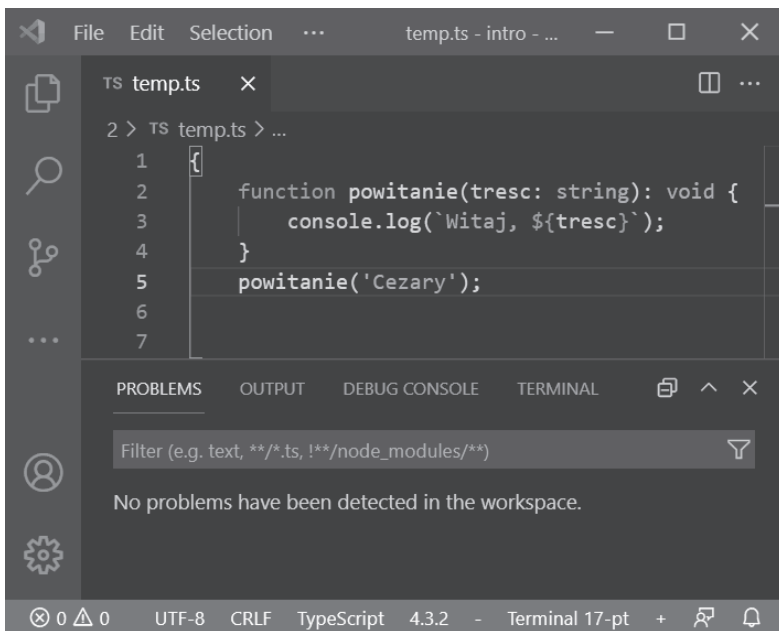 File Edit Selection ··· temp.ts - intro - ...
TS temp.ts
2 > TS temp.ts > ...
1 {
2 function powitanie(tresc: string): void {
3 console.log(`Witaj, ${tresc}`);
4 }
5 powitanie('Cezary');
6
7
PROBLEMS OUTPUT DEBUG CONSOLE TERMINAL
Filter (e.g. text, **/*.ts, !**/node_modules/**)
No problems have been detected in the workspace.
0 0 UTF-8 CRLF TypeScript 4.3.2 - Terminal 17-pt +